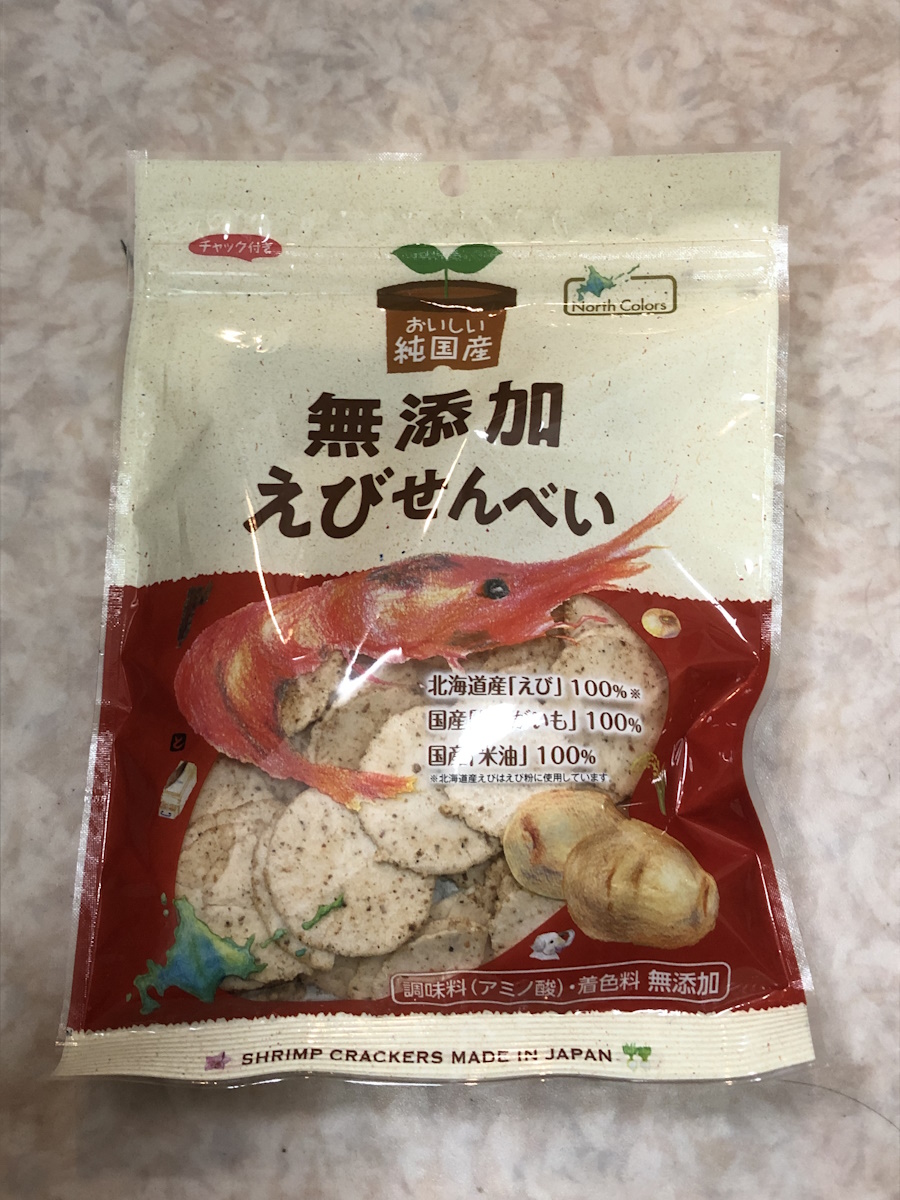 チャック付き
North Colors
おいしい
純国産
無添加
えびせんべい
北海道産「えび」100%※
国産「がいも」100%
国産「米油」100%
※北海道産えびはえび粉に使用しています
と
調味料（アミノ酸）・着色料 無添加
SHRIMP CRACKERS MADE IN JAPAN